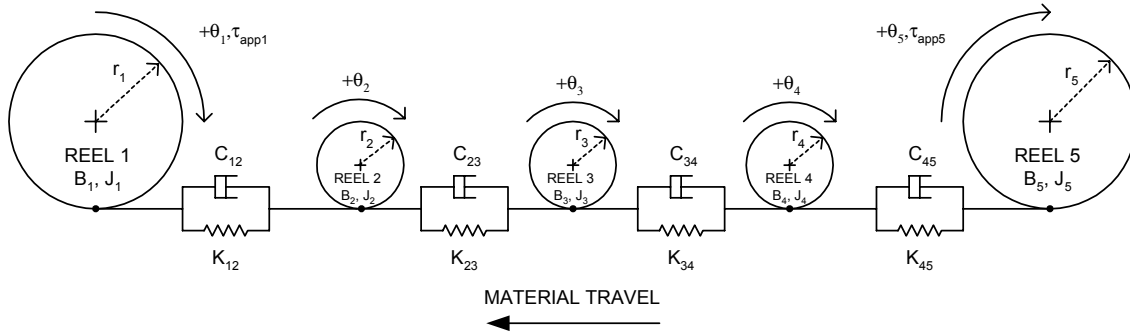 +θ₁,τapp1
+θ₅,τapp5
r₁
+θ₂
+θ₃
+θ₄
r₅
r₂
r₃
r₄
REEL 1
B₁, J₁
C₁₂
REEL 2
B₂, J₂
C₂₃
REEL 3
B₃, J₃
C₃₄
REEL 4
B₄, J₄
C₄₅
REEL 5
B₅, J₅
K₁₂
K₂₃
K₃₄
K₄₅
MATERIAL TRAVEL